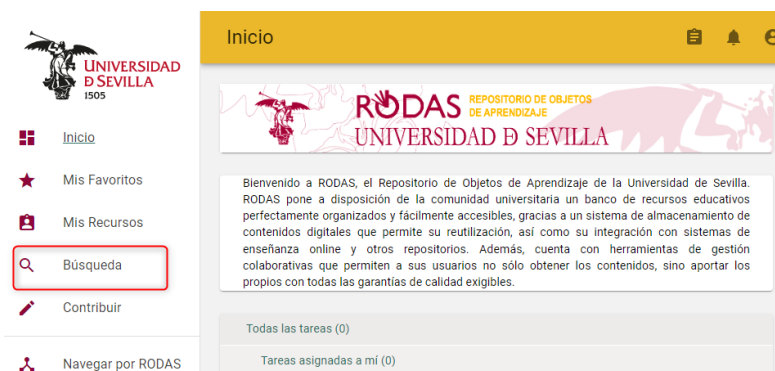 UNIVERSIDAD
D SEVILLA
1505
Inicio
Mis Favoritos
Mis Recursos
Búsqueda
Contribuir
Navegar por RODAS
Inicio
RODAS REPOSITORIO DE OBJETOS
DE APRENDIZAJE
UNIVERSIDAD D SEVILLA
Bienvenido a RODAS, el Repositorio de Objetos de Aprendizaje de la Universidad de Sevilla.
RODAS pone a disposición de la comunidad universitaria un banco de recursos educativos
perfectamente organizados y fácilmente accesibles, gracias a un sistema de almacenamiento de
contenidos digitales que permite su reutilización, así como su integración con sistemas de
enseñanza online y otros repositorios. Además, cuenta con herramientas de gestión
colaborativas que permiten a sus usuarios no sólo obtener los contenidos, sino aportar los
propios con todas las garantías de calidad exigibles.
Todas las tareas (0)
Tareas asignadas a mí (0)